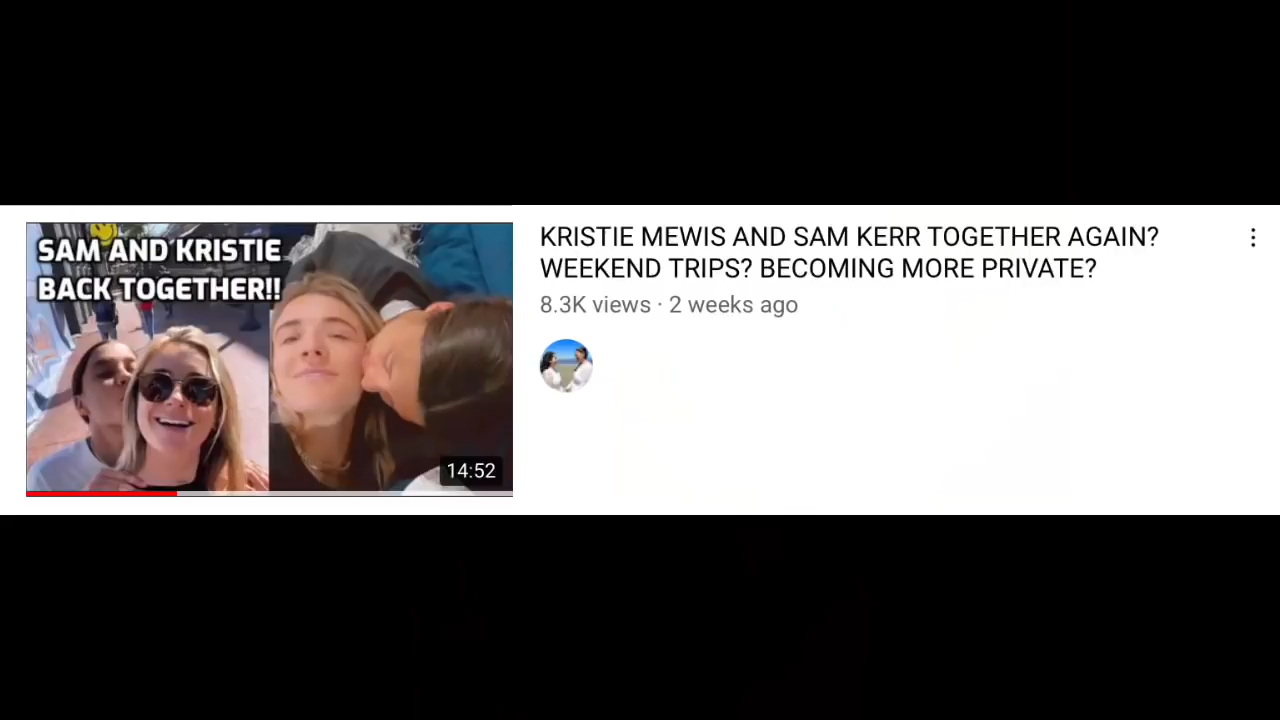 SAM AND KRISTIE
BACK TOGETHER!!
14:52
KRISTIE MEWIS AND SAM KERR TOGETHER AGAIN?
WEEKEND TRIPS? BECOMING MORE PRIVATE?
8.3K views · 2 weeks ago